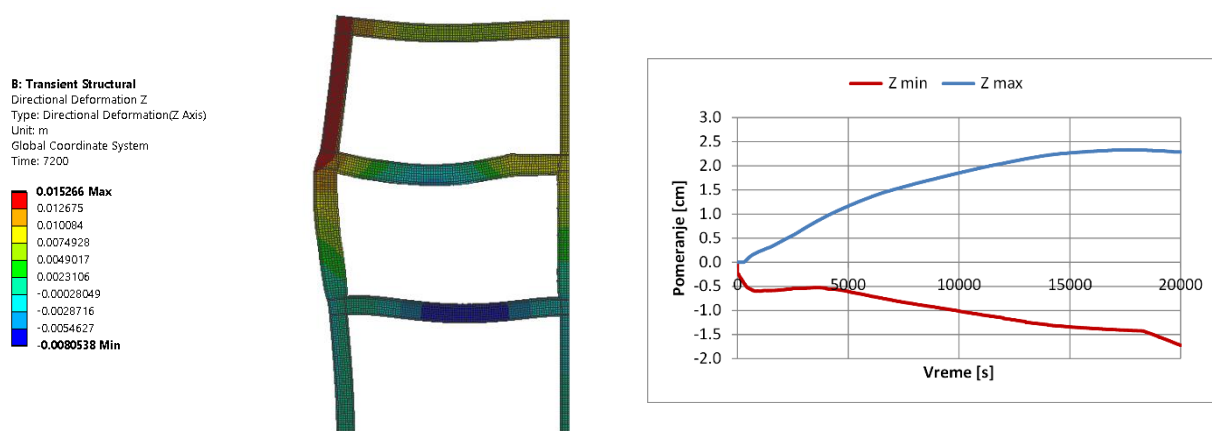 B: Transient Structural
Directional Deformation Z
Type: Directional Deformation(Z Axis)
Unit: m
Global Coordinate System
Time: 7200
0.015266 Max
0.012675
0.010084
0.0074928
0.0049017
0.0023106
-0.00028049
-0.0028716
-0.0054627
-0.0080538 Min
Z min Z max
3.0
2.5
2.0
1.5
1.0
0.5
0.0
-0.5
-1.0
-1.5
-2.0
0 5000 10000 15000 20000
Pomeranje [cm]
Vreme [s]